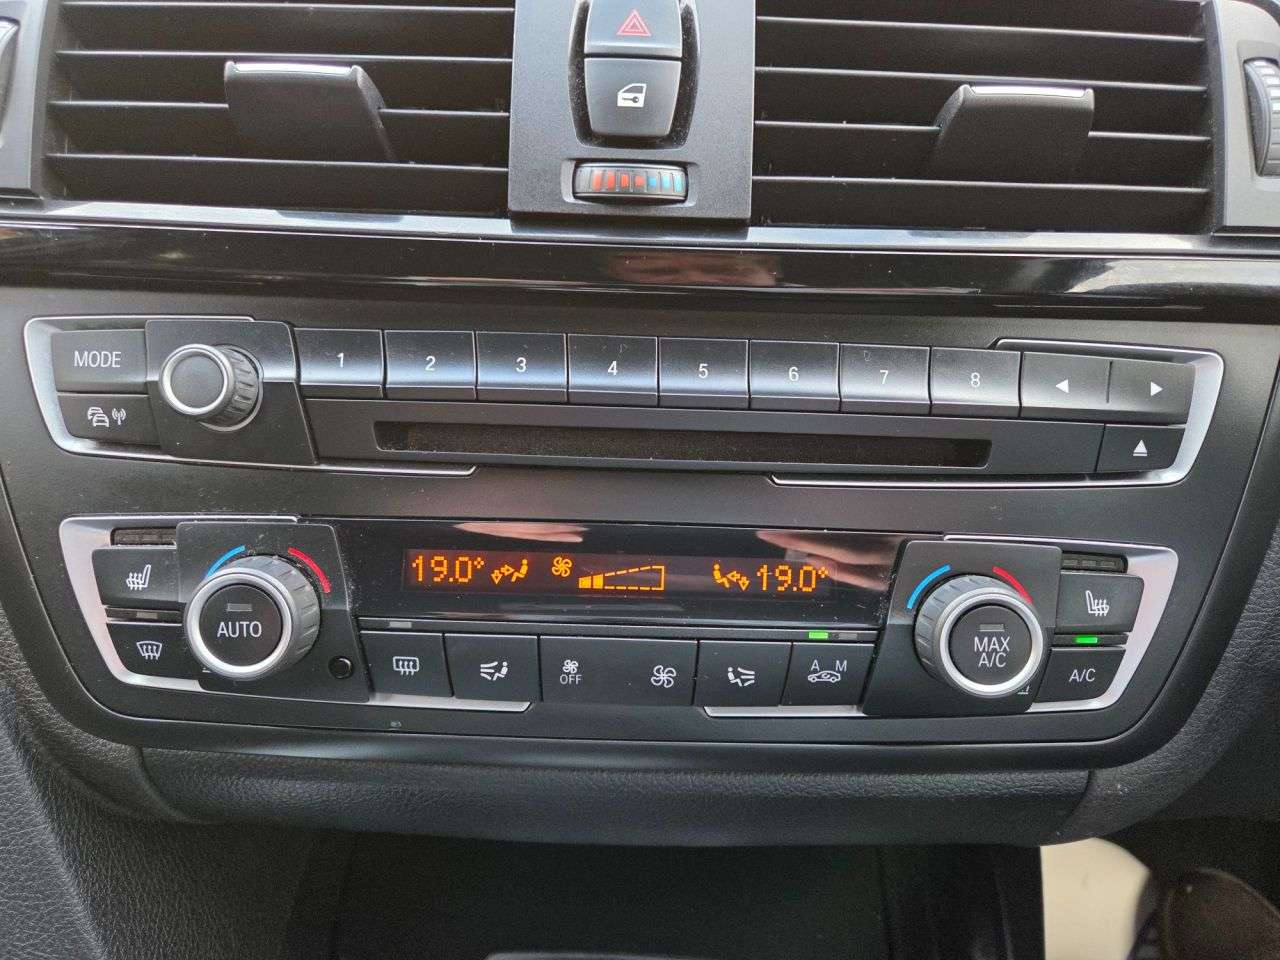 MODE
1 2 3 4 5 6 7 8
19.0° 19.0°
AUTO
MAX
A/C
OFF
A M
A/C